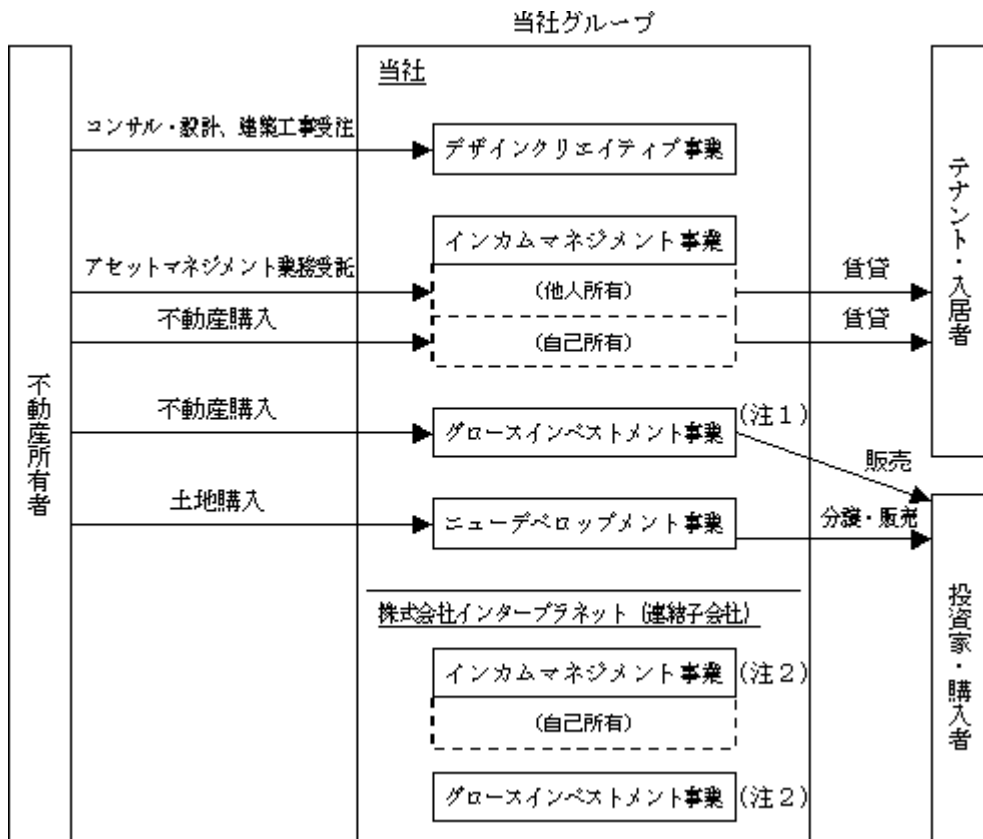 当社グループ
当社
コンサル・設計、建築工事受注
デザインクリエイティブ事業
インカムマネジメント事業
アセットマネジメント業務受託
(他人所有)
賃貸
不動産購入
(自己所有)
賃貸
テナント・入居者
不動産所有者
不動産購入
グロースインベストメント事業
(注1)
販売
土地購入
ニューデベロップメント事業
分譲・販売
株式会社インタープラネット (連結子会社)
インカムマネジメント事業
(注2)
(自己所有)
グロースインベストメント事業
(注2)
投資家・購入者